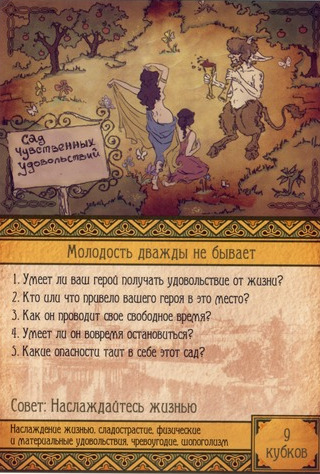 Сад
Чувственных
Удовольствий
Молодость дважды не бывает
1. Умеет ли ваш герой получать удовольствие от жизни?
2. Кто или что привело вашего героя в это место?
3. Как он проводит свое свободное время?
4. Умеет ли он вовремя остановиться?
5. Какие опасности таит в себе этот сад?
Совет: Наслаждайтесь жизнью
Наслаждение жизнью, сладострастие, физические
и материальные удовольствия, чревоугодие, шопоголизм
9
кубков